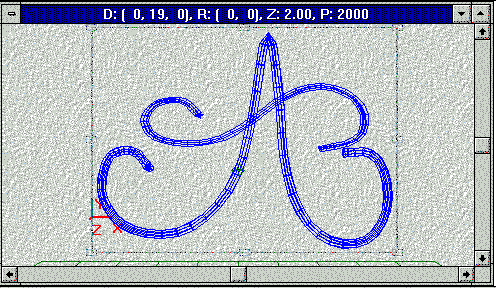 D: ( 0, 19, 0), R: ( 0, 0), Z: 2.00, P: 2000
Y
Z X